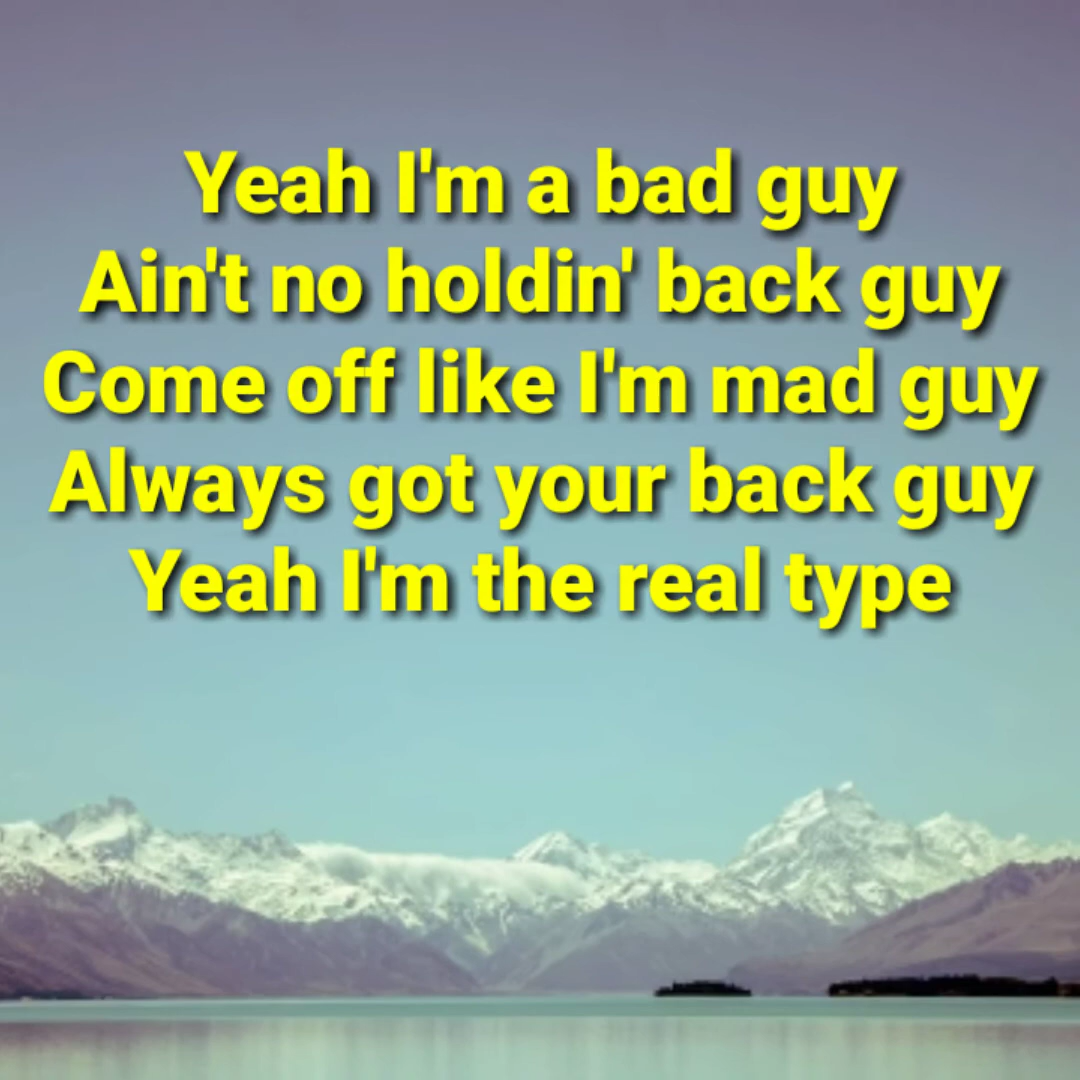 Yeah I'm a bad guy
Ain't no holdin' back guy
Come off like I'm mad guy
Always got your back guy
Yeah I'm the real type